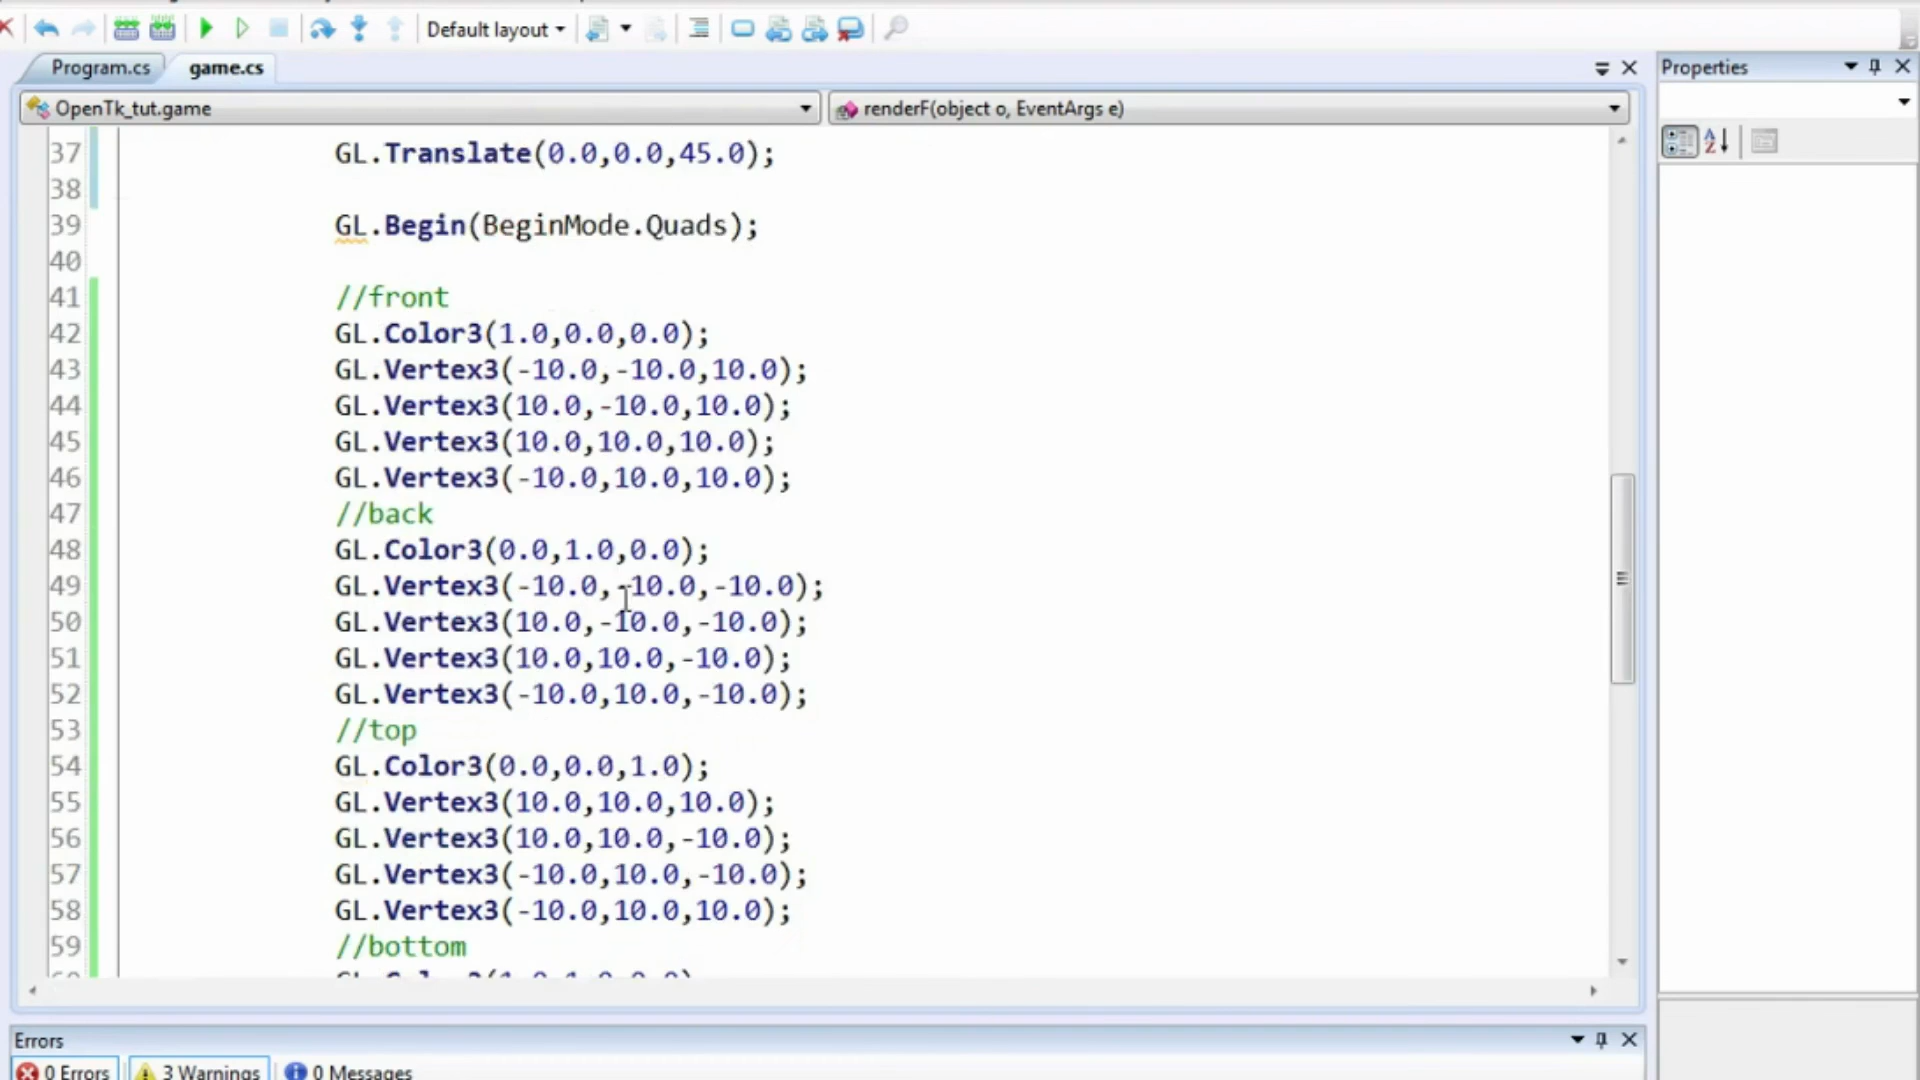 Default layout
Program.cs
game.cs
Properties
OpenTk_tut.game
renderF(object o, EventArgs e)
37 GL.Translate(0.0,0.0,45.0);
38
39 GL.Begin(BeginMode.Quads);
40
41 //front
42 GL.Color3(1.0,0.0,0.0);
43 GL.Vertex3(-10.0,-10.0,10.0);
44 GL.Vertex3(10.0,-10.0,10.0);
45 GL.Vertex3(10.0,10.0,10.0);
46 GL.Vertex3(-10.0,10.0,10.0);
47 //back
48 GL.Color3(0.0,1.0,0.0);
49 GL.Vertex3(-10.0,-10.0,-10.0);
50 GL.Vertex3(10.0,-10.0,-10.0);
51 GL.Vertex3(10.0,10.0,-10.0);
52 GL.Vertex3(-10.0,10.0,-10.0);
53 //top
54 GL.Color3(0.0,0.0,1.0);
55 GL.Vertex3(10.0,10.0,10.0);
56 GL.Vertex3(10.0,10.0,-10.0);
57 GL.Vertex3(-10.0,10.0,-10.0);
58 GL.Vertex3(-10.0,10.0,10.0);
59 //bottom
Errors
0 Errors
3 Warnings
0 Messages